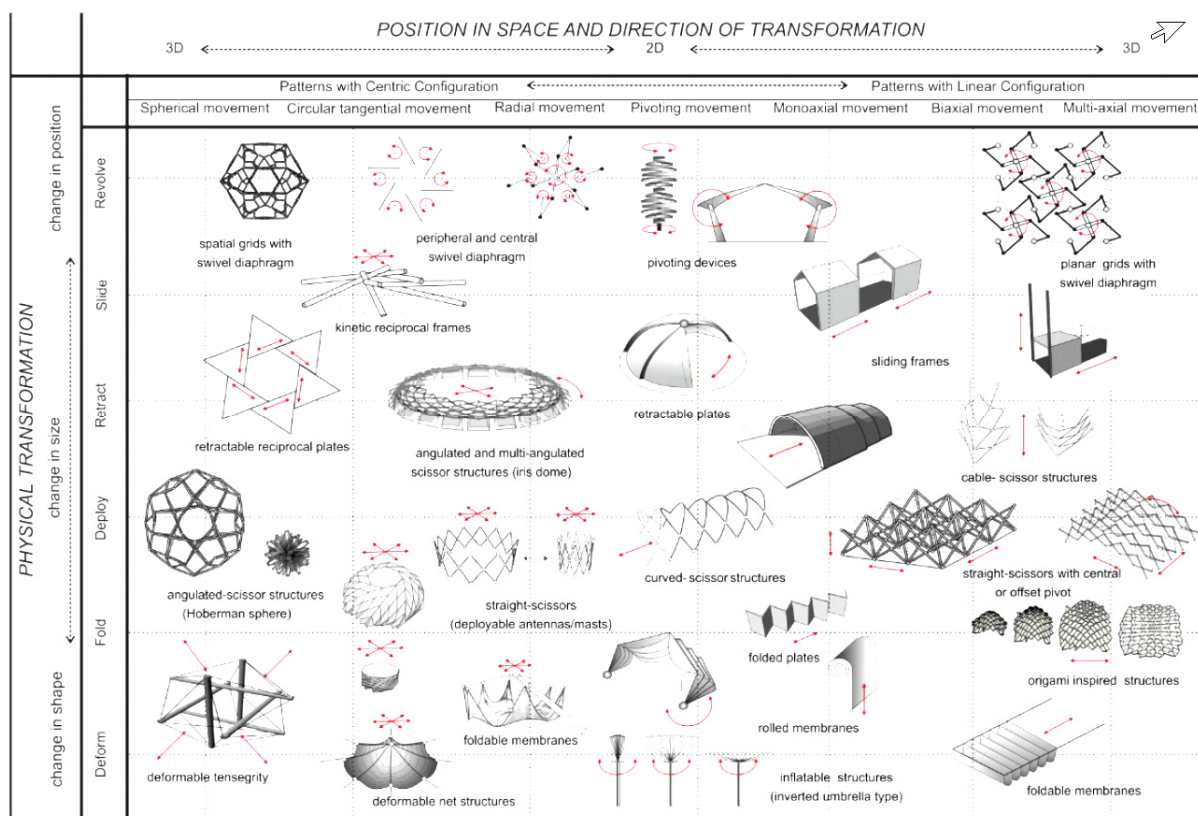 POSITION IN SPACE AND DIRECTION OF TRANSFORMATION
3D
2D
3D
Patterns with Centric Configuration
Patterns with Linear Configuration
Spherical movement
Circular tangential movement
Radial movement
Pivoting movement
Monoaxial movement
Biaxial movement
Multi-axial movement
PHYSICAL TRANSFORMATION
change in position
change in size
change in shape
Revolve
Slide
Retract
Deploy
Fold
Deform
spatial grids with
swivel diaphragm
peripheral and central
swivel diaphragm
pivoting devices
planar grids with
swivel diaphragm
kinetic reciprocal frames
sliding frames
retractable reciprocal plates
angulated and multi-angulated
scissor structures (iris dome)
retractable plates
cable- scissor structures
angulated-scissor structures
(Hoberman sphere)
straight-scissors
(deployable antennas/masts)
curved- scissor structures
straight-scissors with central
or offset pivot
folded plates
origami inspired structures
deformable tensegrity
foldable membranes
rolled membranes
deformable net structures
inflatable structures
(inverted umbrella type)
foldable membranes